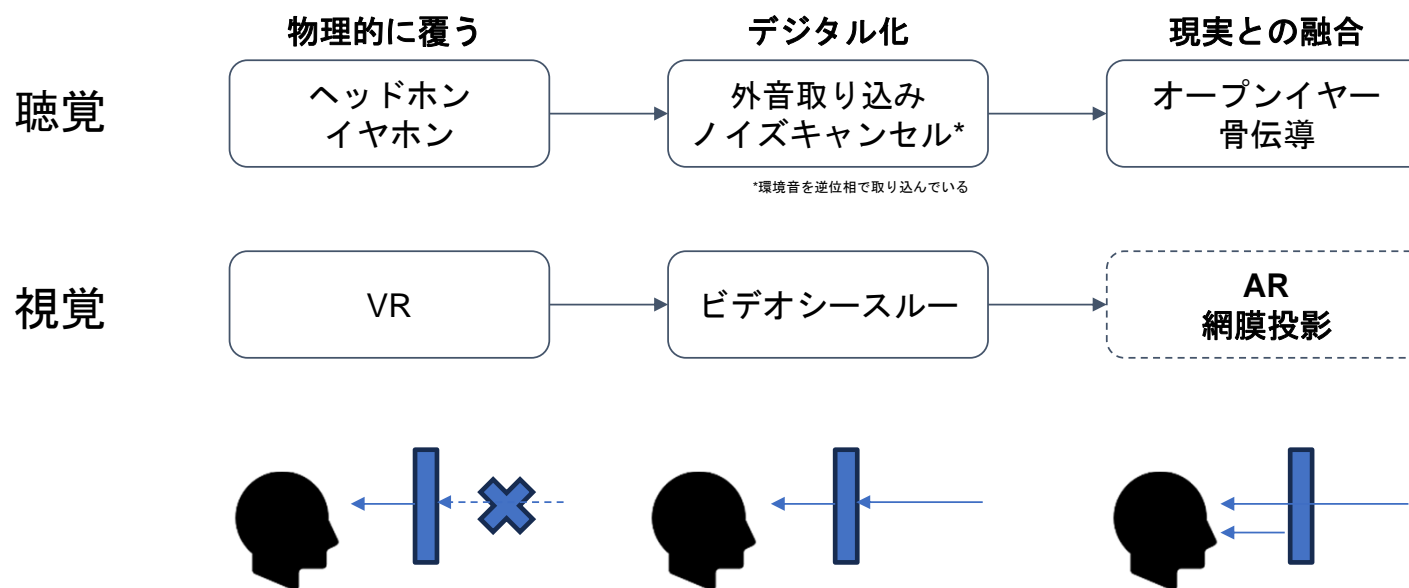 物理的に覆う
デジタル化
現実との融合
聴覚
ヘッドホン
イヤホン
外音取り込み
ノイズキャンセル*
オープンイヤー
骨伝導
*環境音を逆位相で取り込んでいる
視覚
VR
ビデオシースルー
AR
網膜投影